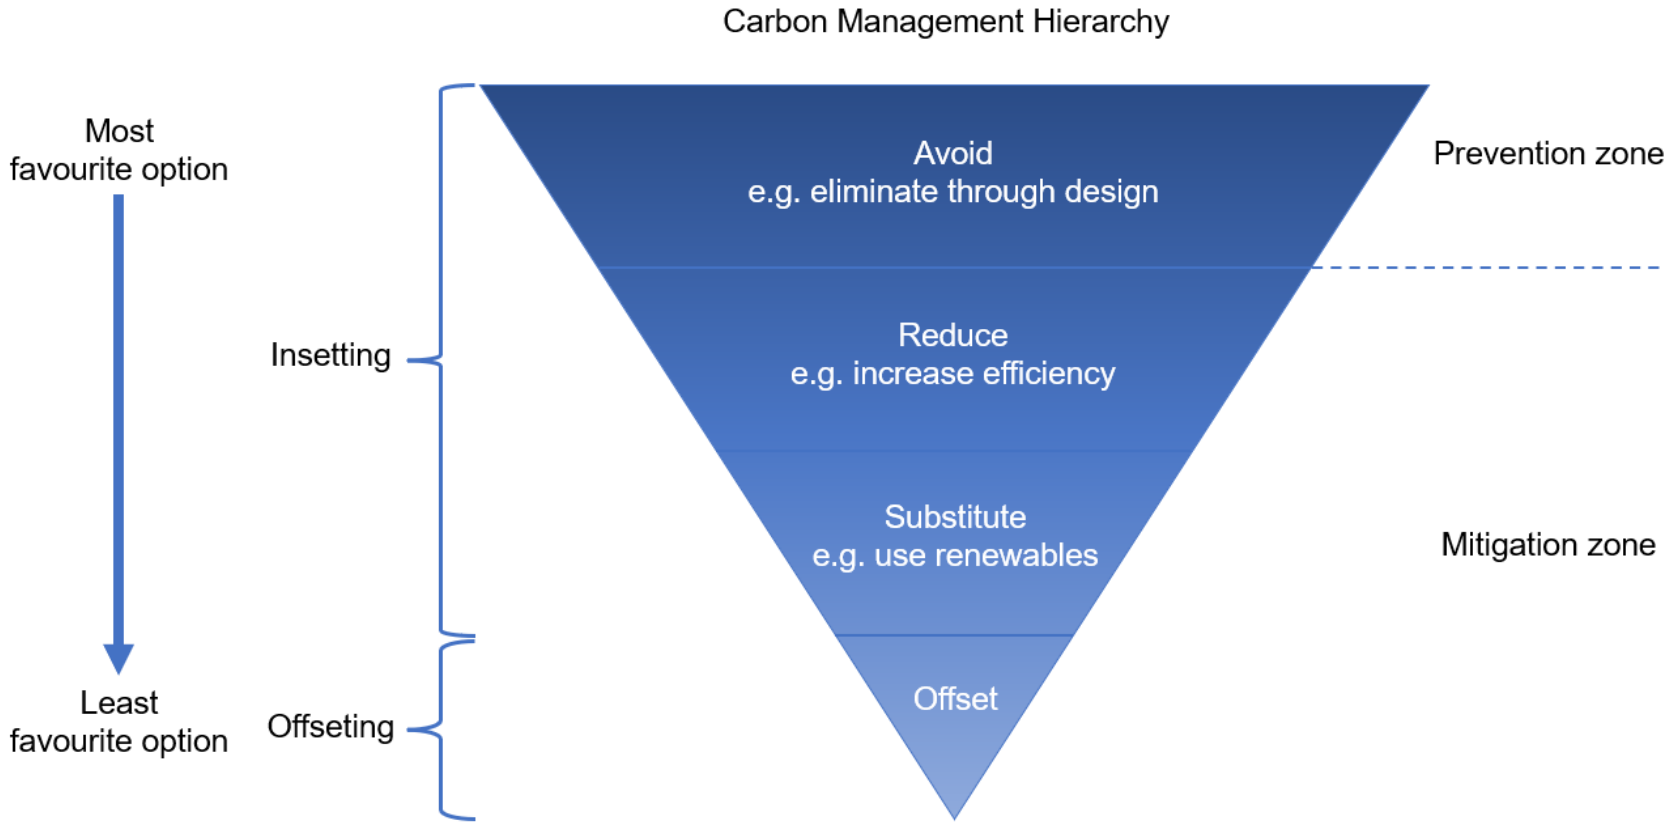 Carbon Management Hierarchy
Most
favourite option
Avoid
e.g. eliminate through design
Prevention zone
Reduce
e.g. increase efficiency
Insetting
Substitute
e.g. use renewables
Mitigation zone
Least
favourite option
Offseting
Offset